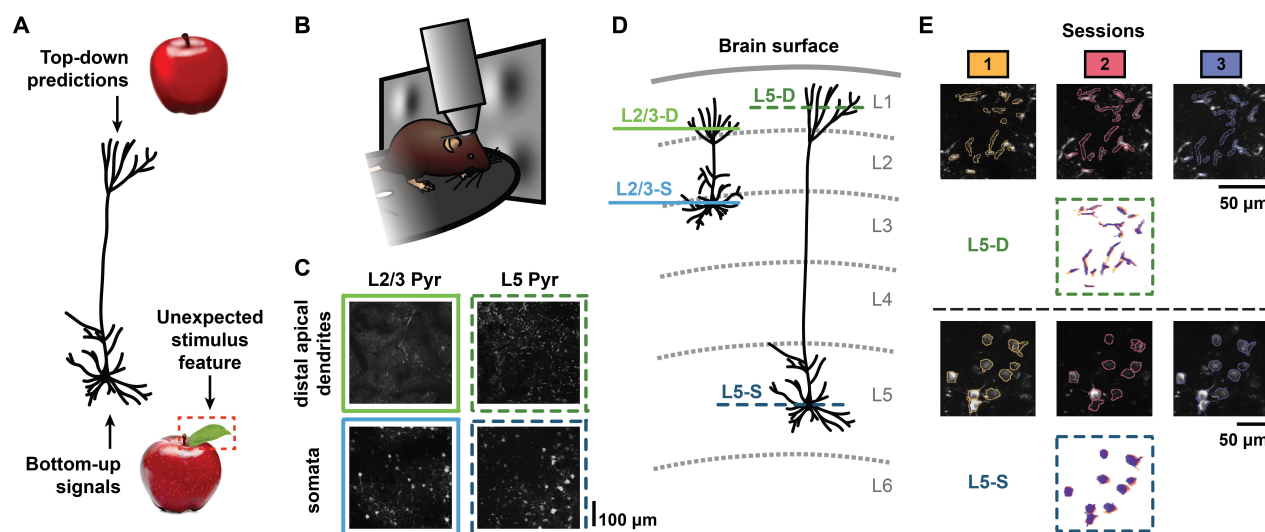 A
Top-down
predictions
Unexpected
stimulus
feature
Bottom-up
signals
B
C
L2/3 Pyr
L5 Pyr
distal apical
dendrites
somata
100 µm
D
Brain surface
L5-D
L2/3-D
L2/3-S
L5-S
L1
L2
L3
L4
L5
L6
E
Sessions
1
2
3
50 µm
L5-D
50 µm
L5-S